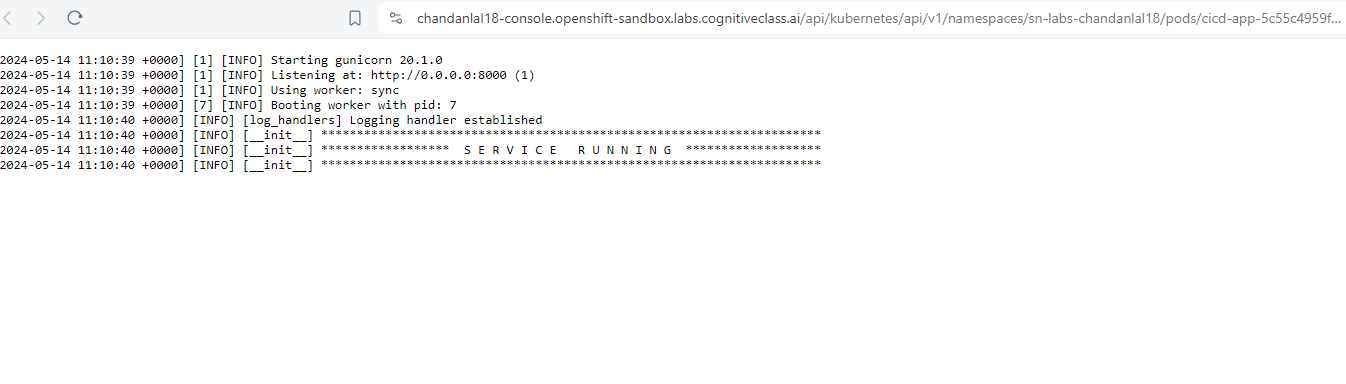 chandanlal18-console.openshift-sandbox.labs.cognitiveclass.ai/api/kubernetes/api/v1/namespaces/sn-labs-chandanlal18/pods/cicd-app-5c55c4959f...
2024-05-14 11:10:39 +0000] [1] [INFO] Starting gunicorn 20.1.0
2024-05-14 11:10:39 +0000] [1] [INFO] Listening at: http://0.0.0.0:8000 (1)
2024-05-14 11:10:39 +0000] [1] [INFO] Using worker: sync
2024-05-14 11:10:39 +0000] [7] [INFO] Booting worker with pid: 7
2024-05-14 11:10:40 +0000] [INFO] [log_handlers] Logging handler established
2024-05-14 11:10:40 +0000] [INFO] [__init__] **********************************************************************
2024-05-14 11:10:40 +0000] [INFO] [__init__] ****************** S E R V I C E   R U N N I N G *******************
2024-05-14 11:10:40 +0000] [INFO] [__init__] **********************************************************************